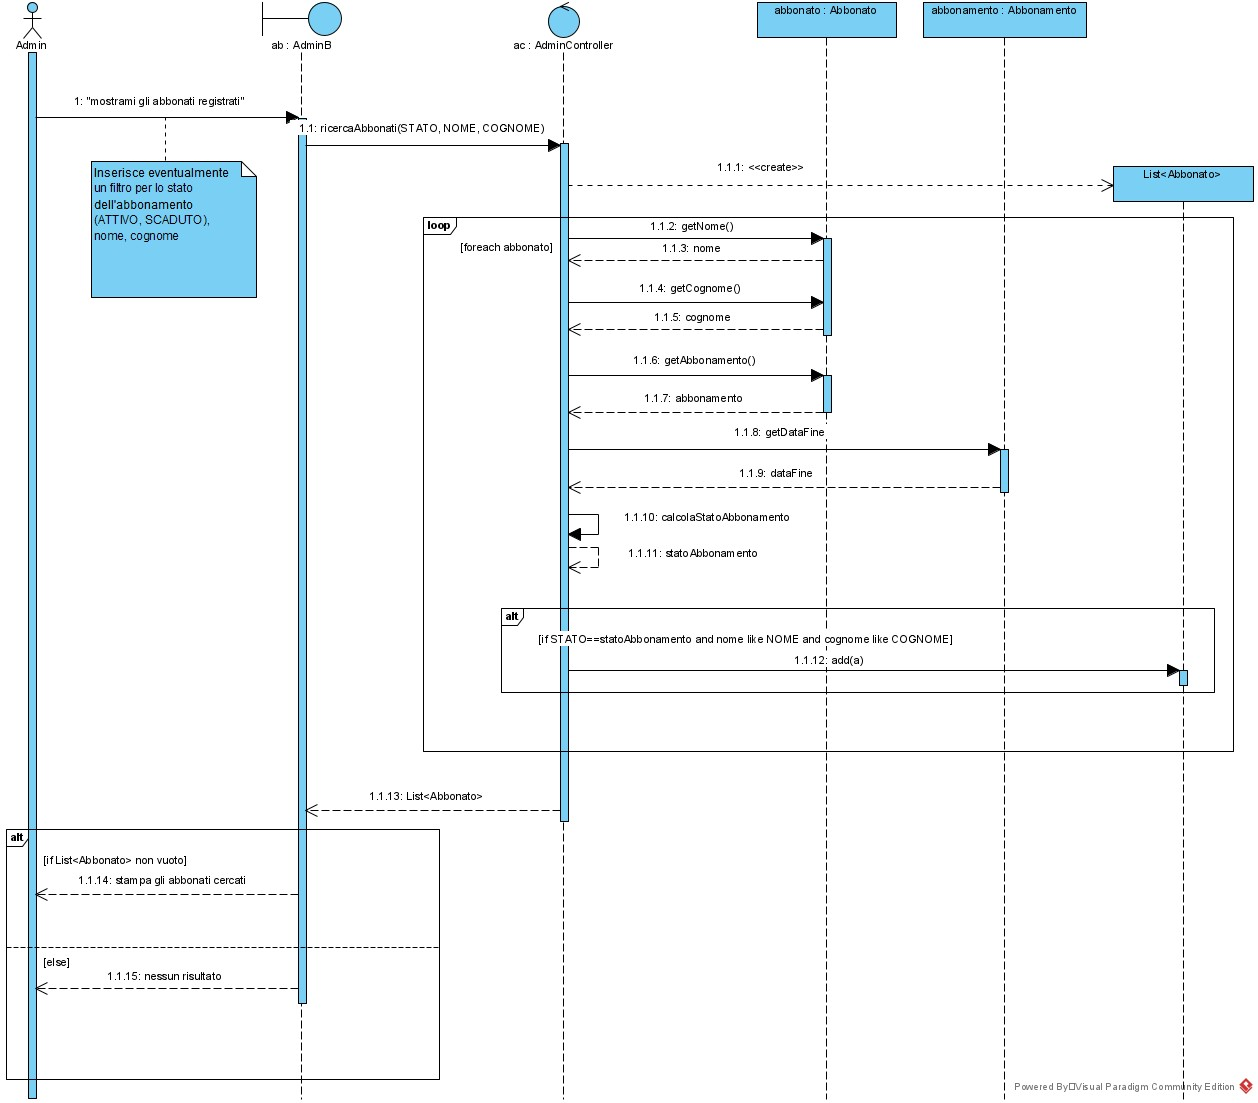 Admin
ab : AdminB
ac : AdminController
abbonato : Abbonato
abbonamento : Abbonamento
1: "mostrami gli abbonati registrati"
1.1: ricercaAbbonati(STATO, NOME, COGNOME)
Inserisce eventualmente
un filtro per lo stato
dell'abbonamento
(ATTIVO, SCADUTO),
nome, cognome
1.1.1: <<create>>
List<Abbonato>
loop
[foreach abbonato]
1.1.2: getNome()
1.1.3: nome
1.1.4: getCognome()
1.1.5: cognome
1.1.6: getAbbonamento()
1.1.7: abbonamento
1.1.8: getDataFine
1.1.9: dataFine
1.1.10: calcolaStatoAbbonamento
1.1.11: statoAbbonamento
alt
[if STATO==statoAbbonamento and nome like NOME and cognome like COGNOME]
1.1.12: add(a)
1.1.13: List<Abbonato>
alt
[if List<Abbonato> non vuoto]
1.1.14: stampa gli abbonati cercati
[else]
1.1.15: nessun risultato
Powered By Visual Paradigm Community Edition